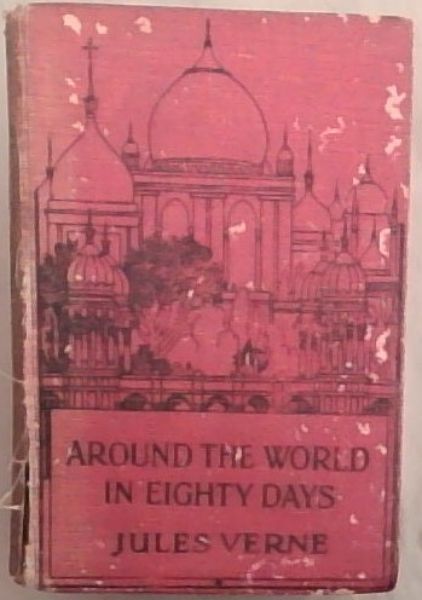 AROUND THE WORLD
IN EIGHTY DAYS
JULES VERNE